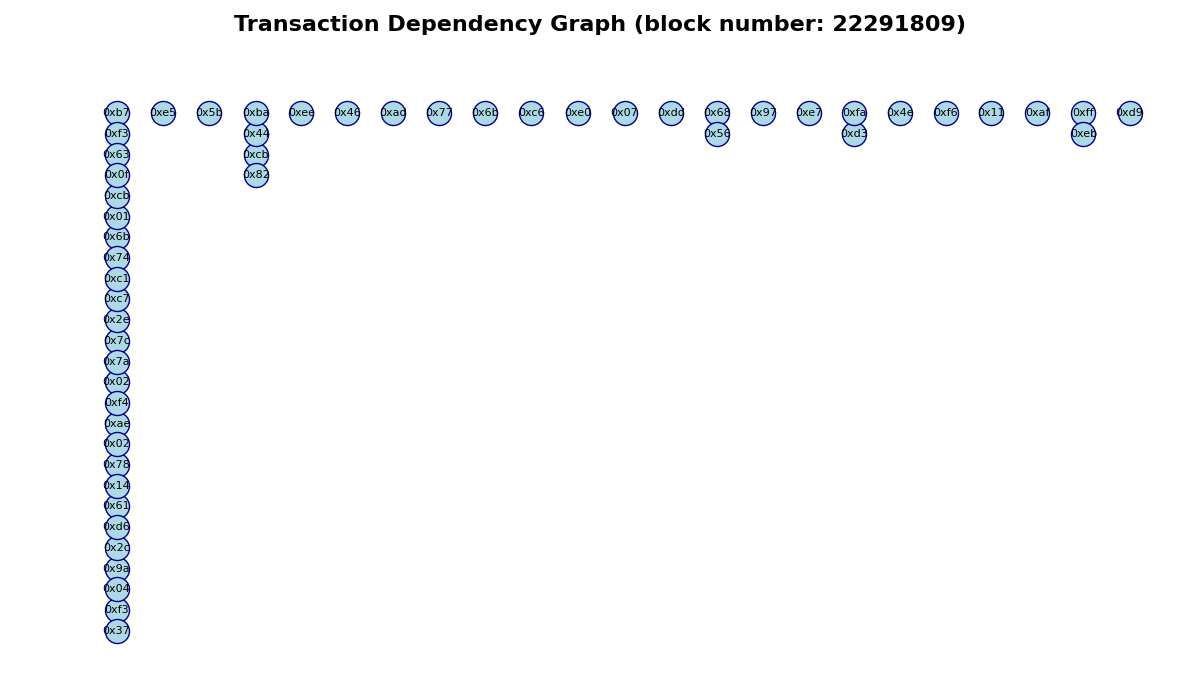 Transaction Dependency Graph (block number: 22291809)
0xb7 0xe5 0x5b 0xba 0xee 0x46 0xad 0x77 0x6b 0xc6 0xe0 0x07 0xdd 0x68 0x97 0xe7 0xfa 0x4e 0xf6 0x11 0xaf 0xff 0xd9
0xf3 0x44 0x56 0xd3 0xeb
0x63 0xcb
0x0f 0x82
0xcb
0x01
0x6b
0x74
0xc1
0xc7
0x2e
0x7c
0x7a
0x02
0xf4
0xae
0x02
0x78
0x14
0x61
0xd6
0x2c
0x9a
0x04
0xf3
0x37